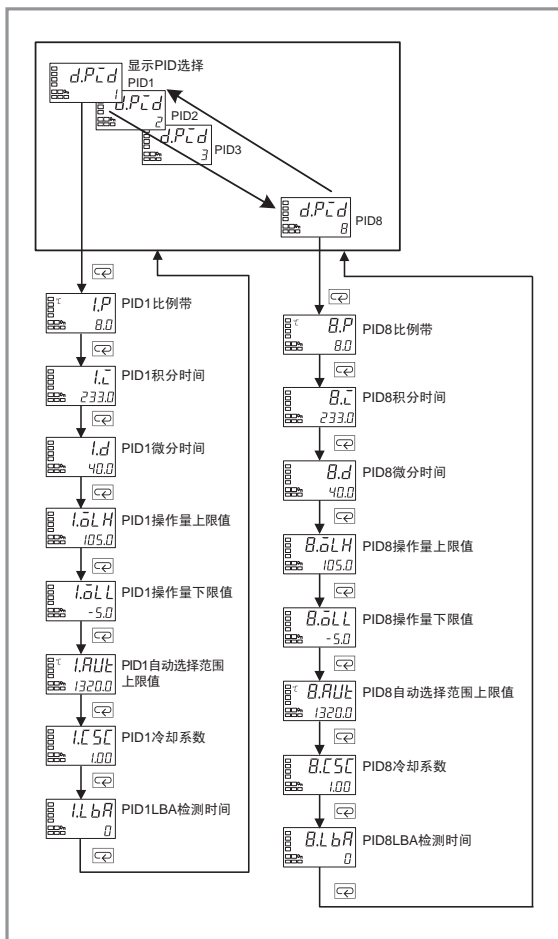 显示PID选择
d.PId
1
PID1
d.PId
2
PID2
d.PId
3
PID3
d.PId
8
PID8
℃
1.P
8.0
PID1比例带
1.I
233.0
PID1积分时间
1.d
40.0
PID1微分时间
1.oLH
105.0
PID1操作量上限值
1.oLL
-5.0
PID1操作量下限值
℃
1.AUt
1320.0
PID1自动选择范围
上限值
1.CSC
1.00
PID1冷却系数
1.LbA
0
PID1LBA检测时间
℃
8.P
8.0
PID8比例带
8.I
233.0
PID8积分时间
8.d
40.0
PID8微分时间
8.oLH
105.0
PID8操作量上限值
8.oLL
-5.0
PID8操作量下限值
℃
8.AUt
1320.0
PID8自动选择范围上限值
8.CSC
1.00
PID8冷却系数
8.LbA
0
PID8LBA检测时间